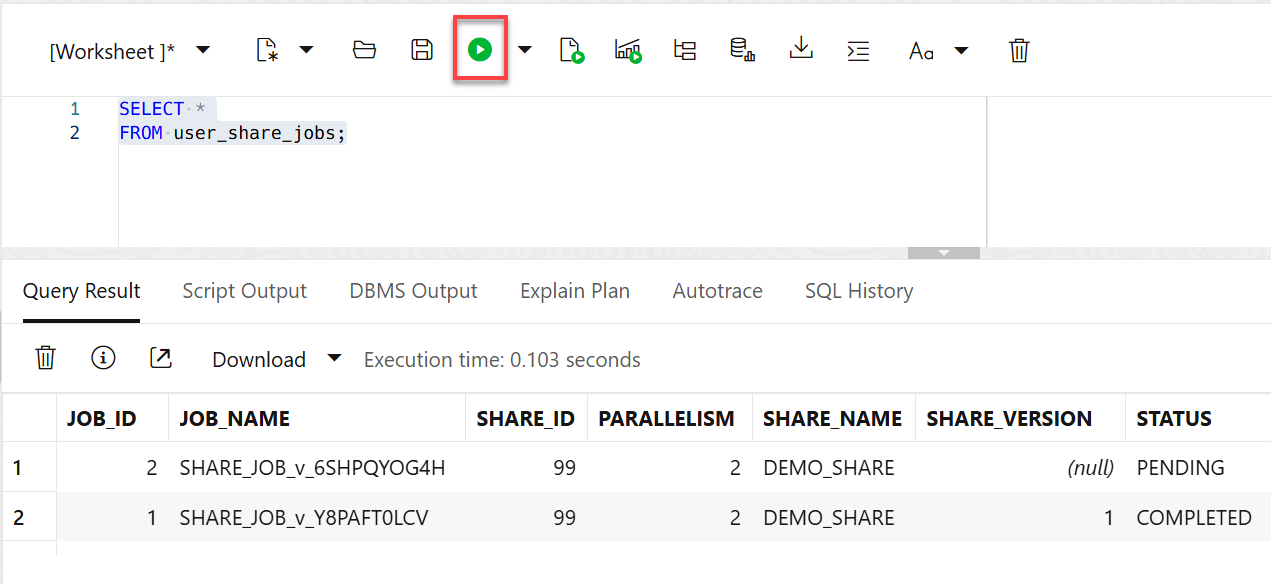 [Worksheet ]*
Aa
1 SELECT *
2 FROM user_share_jobs;
Query Result Script Output DBMS Output Explain Plan Autotrace SQL History
Download Execution time: 0.103 seconds
JOB_ID JOB_NAME SHARE_ID PARALLELISM SHARE_NAME SHARE_VERSION STATUS
1 2 SHARE_JOB_v_6SHPQYOG4H 99 2 DEMO_SHARE (null) PENDING
2 1 SHARE_JOB_v_Y8PAFT0LCV 99 2 DEMO_SHARE 1 COMPLETED